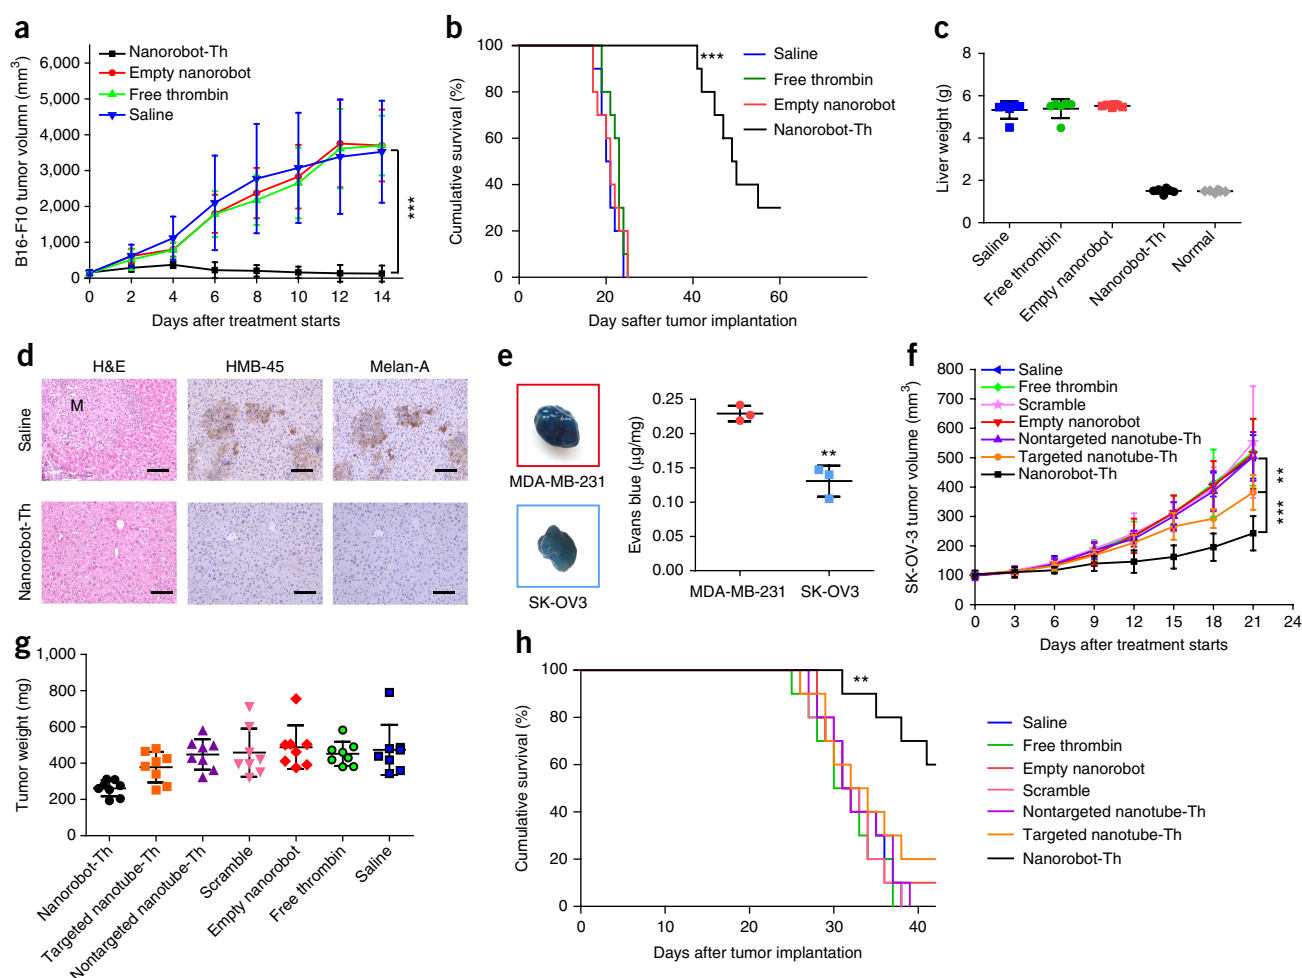 a
B16-F10 tumor volumn (mm³)
6,000
5,000
4,000
3,000
2,000
1,000
0
0 2 4 6 8 10 12 14
Days after treatment starts
Nanorobot-Th
Empty nanorobot
Free thrombin
Saline
***
b
Cumulative survival (%)
100
80
60
40
20
0
0 20 40 60
Day safter tumor implantation
***
Saline
Free thrombin
Empty nanorobot
Nanorobot-Th
c
Liver weight (g)
8
6
4
2
0
Saline
Free thrombin
Empty nanorobot
Nanorobot-Th
Normal
d
H&E HMB-45 Melan-A
Saline
M
Nanorobot-Th
e
MDA-MB-231
SK-OV3
Evans blue (μg/mg)
0.25
0.20
0.15
0.10
0.05
0.00
**
MDA-MB-231 SK-OV3
f
SK-OV-3 tumor volume (mm³)
800
700
600
500
400
300
200
100
0
0 3 6 9 12 15 18 21 24
Days after treatment starts
Saline
Free thrombin
Scramble
Empty nanorobot
Nontargeted nanotube-Th
Targeted nanotube-Th
Nanorobot-Th
**
***
g
Tumor weight (mg)
1,000
800
600
400
200
0
Nanorobot-Th
Targeted nanotube-Th
Nontargeted nanotube-Th
Scramble
Empty nanorobot
Free thrombin
Saline
h
Cumulative survival (%)
100
80
60
40
20
0
0 10 20 30 40
Days after tumor implantation
**
Saline
Free thrombin
Empty nanorobot
Scramble
Nontargeted nanotube-Th
Targeted nanotube-Th
Nanorobot-Th